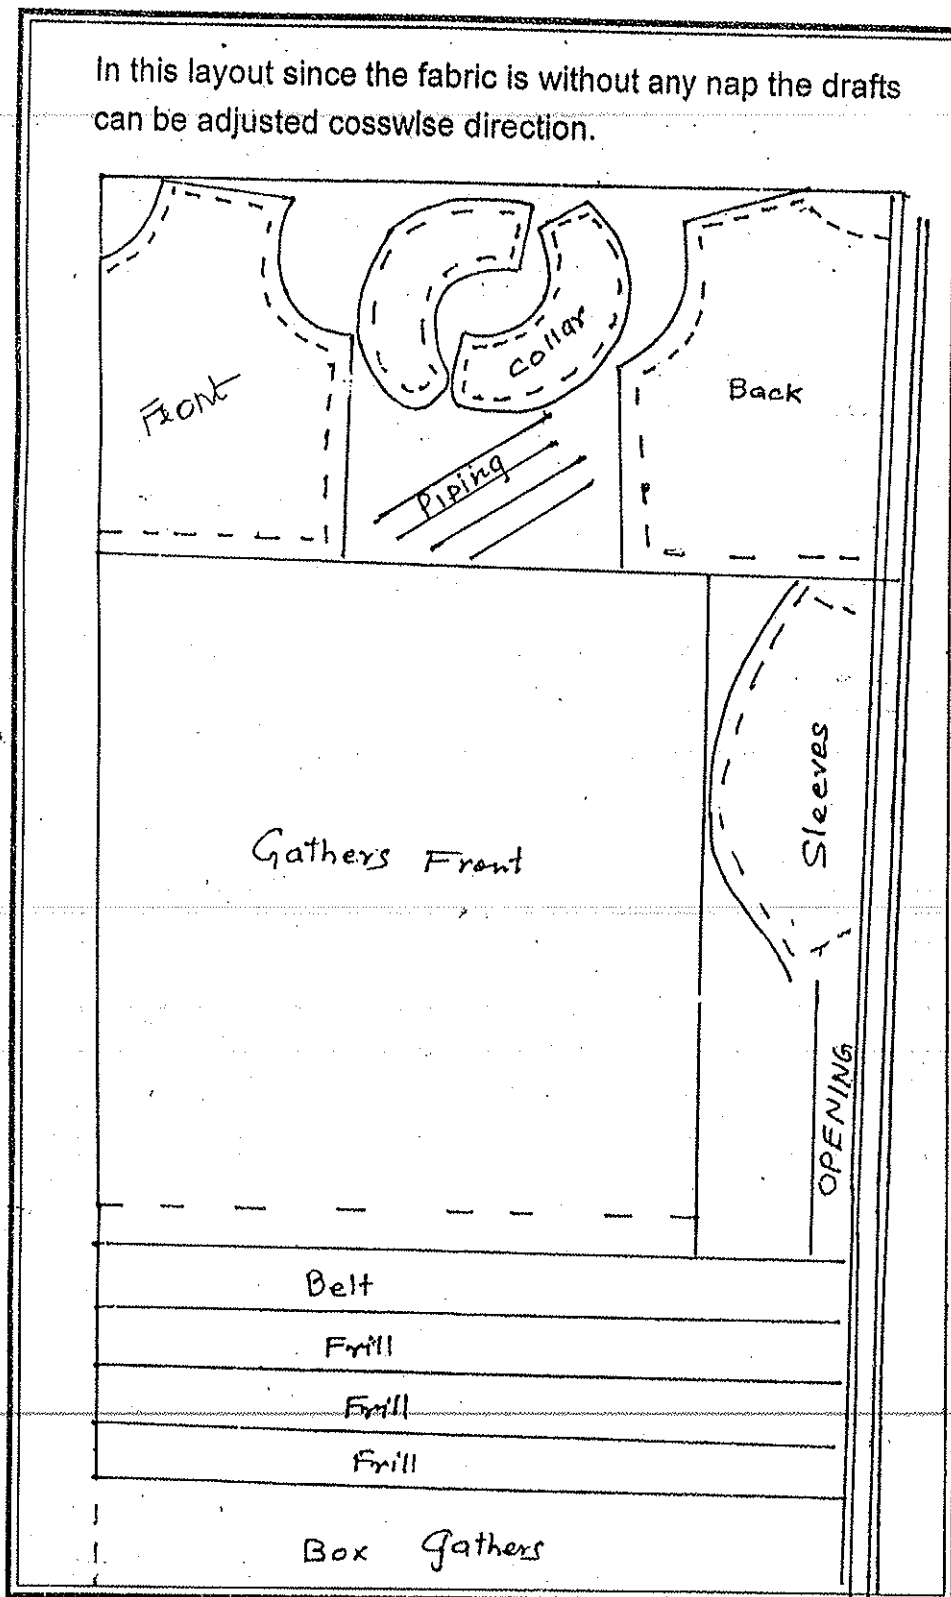 In this layout since the fabric is without any nap the drafts
can be adjusted cosswise direction.
Front
Collar
Piping
Back
Gathers Front
Sleeves
OPENING
Belt
Frill
Frill
Frill
Box Gathers